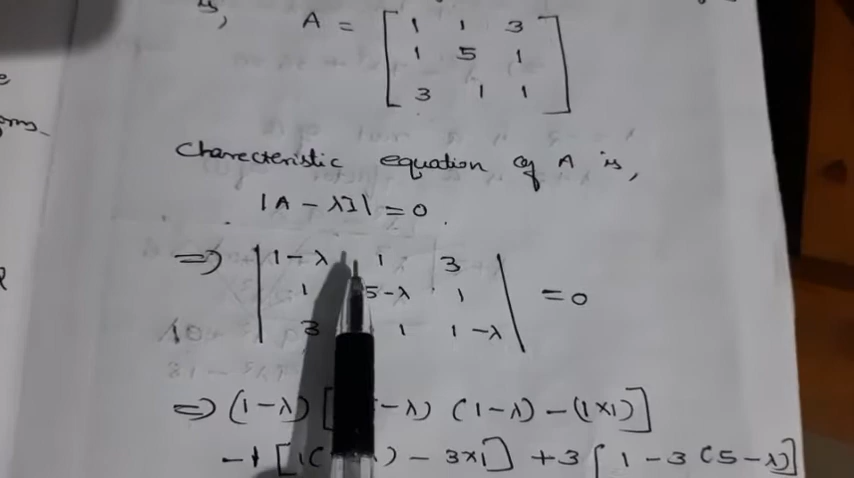 is, A = [ 1 1 3
1 5 1
3 1 1 ]
Charecteristic equation of A is,
|A - λI| = 0.
=> | 1-λ 1 3 |
| 1 5-λ 1 | = 0
| 3 1 1-λ |
=> (1-λ) [ -λ) (1-λ) - (1×1)]
-1 [1( ) - 3×1] + 3 [ 1 - 3 (5-λ)]